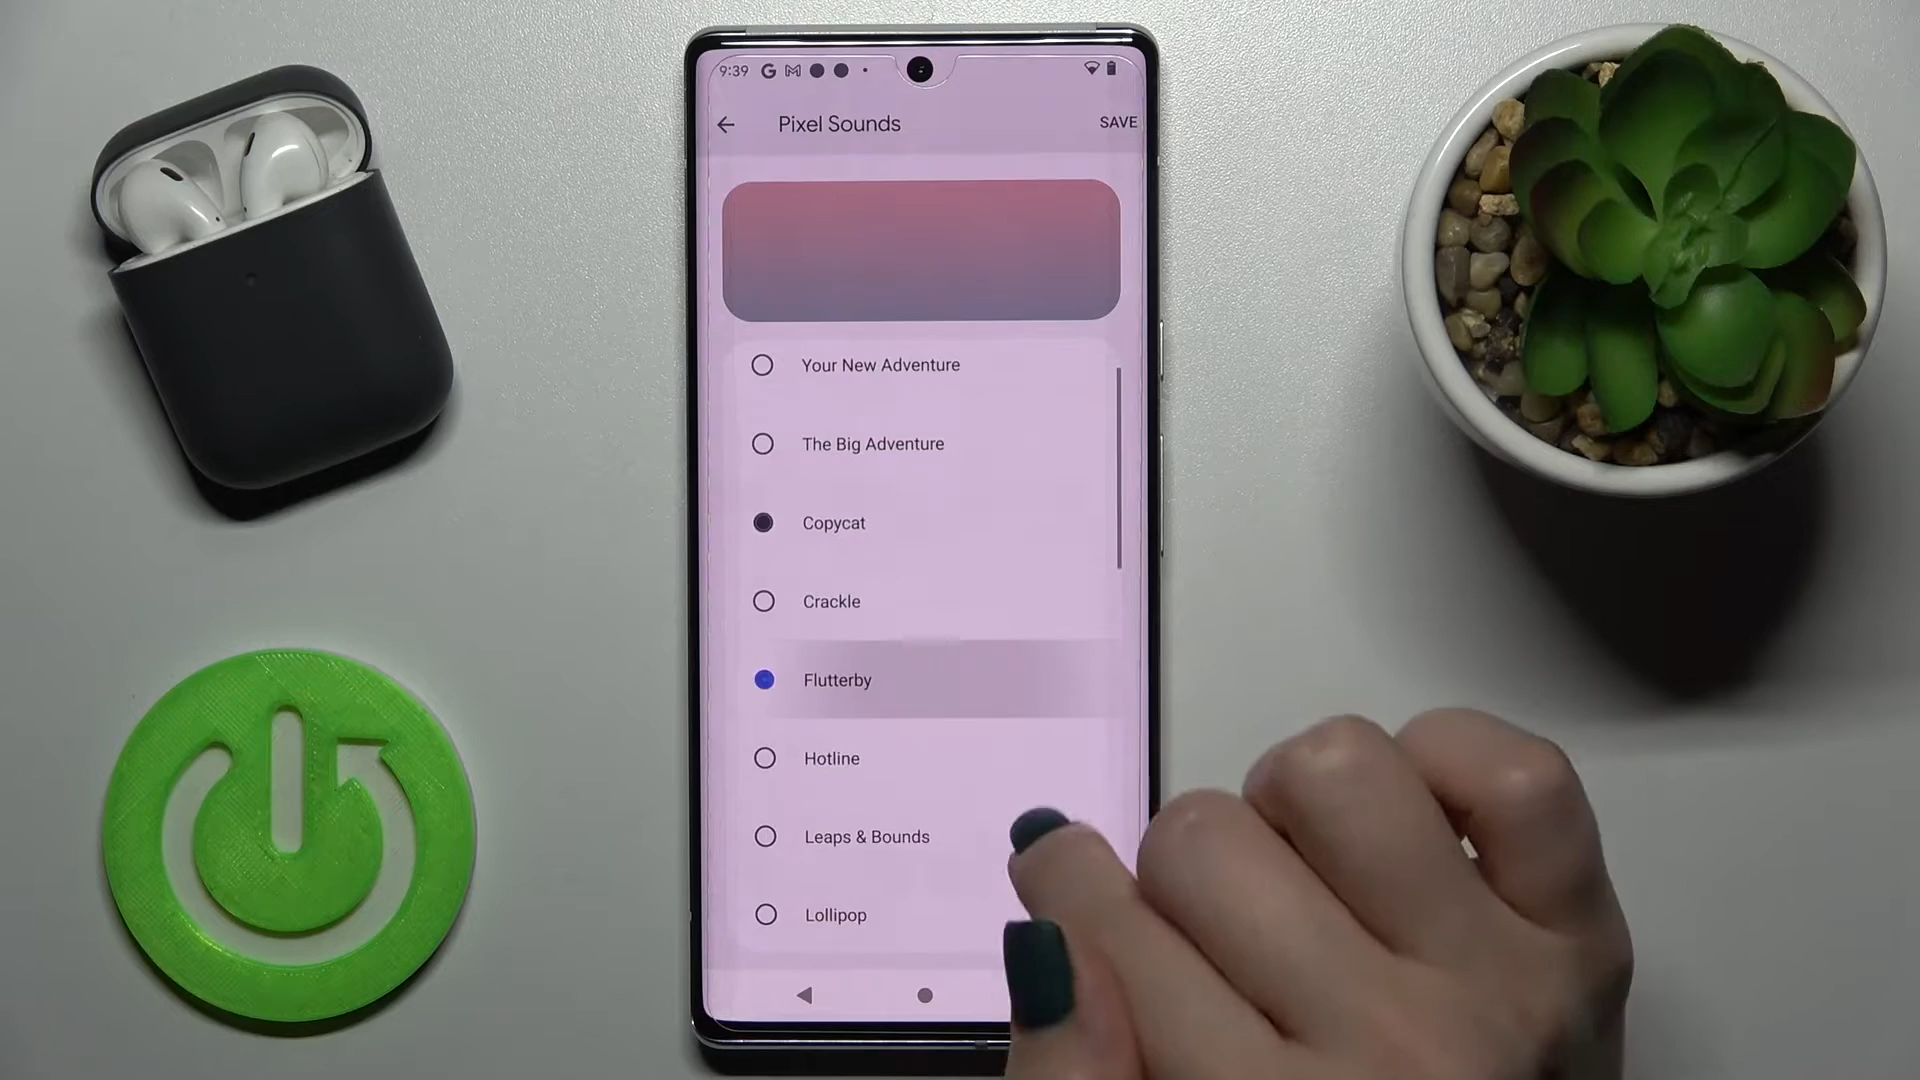 9:39
Pixel Sounds
SAVE
Your New Adventure
The Big Adventure
Copycat
Crackle
Flutterby
Hotline
Leaps & Bounds
Lollipop